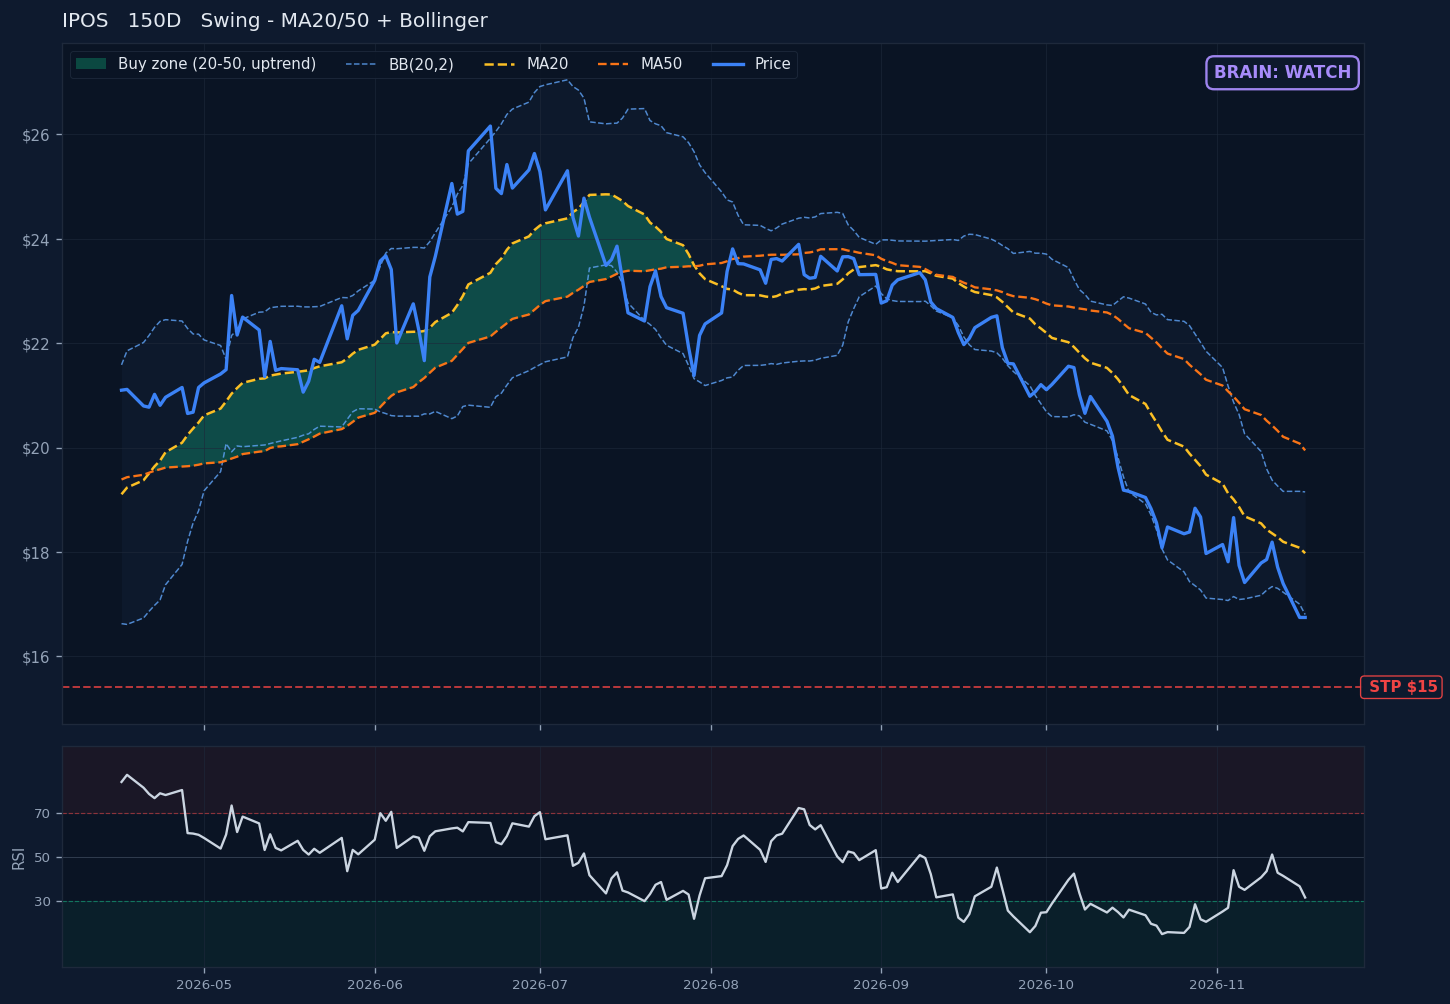 IPOS   150D   Swing - MA20/50 + Bollinger
Buy zone (20-50, uptrend)   BB(20,2)   MA20   MA50   Price
BRAIN: WATCH
$26
$24
$22
$20
$18
$16
STP $15
70
50
30
RSI
2026-05   2026-06   2026-07   2026-08   2026-09   2026-10   2026-11